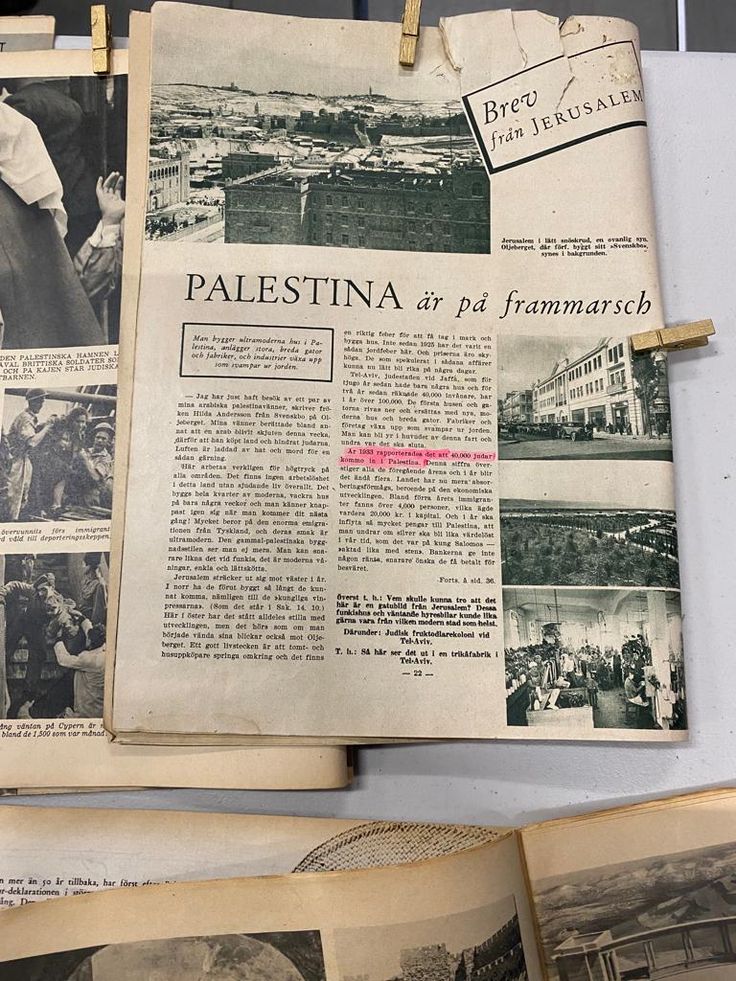 Brev
från JERUSALEM
Jerusalem i lätt snöskrud, en ovanlig syn.
Oljeberget, där förf. byggt sitt »Svenskbo»,
synes i bakgrunden.
PALESTINA är på frammarsch
Man bygger ultramoderna hus i Pa-
lestina, anlägger stora, breda gator
och fabriker, och industrier växa upp
som svampar ur jorden.
— Jag har just haft besök av ett par av
mina arabiska palestinavänner, skriver frö-
ken Hilda Andersson från Svenskbo på Ol-
jeberget. Mina vänner berättade bland an-
nat att en arab blivit skjuten denna vecka,
därför att han köpt land och hindrat judarna.
Luften är laddad av hat och mord för en
sådan gärning.
Här arbetas verkligen för högtryck på
alla områden. Det finns ingen arbetslöshet
i detta land utan sjudande liv överallt. Det
byggs hela kvarter av moderna, vackra hus
på bara några veckor och man känner knap-
past igen sig när man kommer dit nästa
gång! Mycket beror på den enorma emigra-
tionen från Tyskland, och deras smak är
ultramodern. Den gammal-palestinska bygg-
nadsstilen ser man ej mera. Man kan sna-
rare likna det vid funkis, det är moderna vå-
ningar, enkla och lättskötta.
Jerusalem sträcker ut sig mot väster i år.
I norr ha de förut byggt så långt de kun-
nat komma, nämligen till de skungliga vin-
pressarna». (Som det står i Sak. 14. 10.)
Här i öster har det stått alldeles stilla med
utvecklingen, men det hörs som om man
började vända sina blickar också mot Olje-
berget. Ett gott livstecken är att tomt- och
husuppköpare springa omkring och det finns
en riktig feber för att få tag i mark och
bygga hus. Inte sedan 1925 har det varit en
sådan jordfeber här. Och priserna äro sky-
höga. De som spekulerat i sådana affärer
kunna nu lätt bli rika på några dagar.
Tel-Aviv, judestaden vid Jaffa, som för
tjugo år sedan hade bara några hus och för
två år sedan räknade 40,000 invånare, har
i år över 100,000. De första husen och ga-
torna rivas ner och ersättas med nya, mo-
derna hus och breda gator. Fabriker och
företag växa upp som svampar ur jorden.
Man kan bli yr i huvudet av denna fart och
undra var det ska sluta.
År 1933 rapporterades det att 40,000 judar
kommo in i Palestina. Denna siffra över-
stiger alla de föregående årens och i år blir
det ändå flera. Landet har nu mera absor-
beringsförmåga, beroende på den ekonomiska
utvecklingen. Bland förra årets immigran-
ter fanns över 4,000 personer, vilka ägde
vardera 20,000 kr. i kapital. Och i år ska
inflyta så mycket pengar till Palestina, att
man undrar om silver ska bli lika värdelöst
i vår tid, som det var på kung Salomos —
saktad lika med stens. Bankerna ge inte
någon ränta, snarare önska de få betalt för
besväret.
Forts. å sid. 36.
Överst t. h.: Vem skulle kunna tro att det
här är en gatubild från Jerusalem? Dessa
funkishus och väntande hyresbilar kunde lika
gärna vara från vilken modern stad som helst.
Därunder: Judisk fruktodlarekoloni vid
Tel-Aviv.
T. h.: Så här ser det ut i en trikåfabrik i
Tel-Aviv.
— 22 —
DEN PALESTINSKA HAMNEN
BRITTISKA SOLDATER
OCH PÅ KAJEN STÅR JUDISKA
BARNEN.
övervunnits förs immigrant
våld till deporteringsskeppen.
väntan på Cypern är
bland de 1,500 som var månad
mer än 50 år tillbaka, har först
-deklarationen i